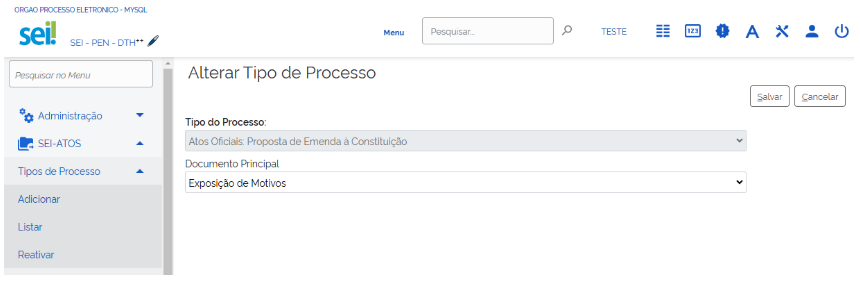 ORGAO PROCESSO ELETRONICO - MYSQL
sei!
SEI - PEN - DTH++
Menu
Pesquisar...
TESTE
123
A
Pesquisar no Menu
Administração
SEI-ATOS
Tipos de Processo
Adicionar
Listar
Reativar
Alterar Tipo de Processo
Salvar
Cancelar
Tipo do Processo:
Atos Oficiais: Proposta de Emenda à Constituição
Documento Principal
Exposição de Motivos